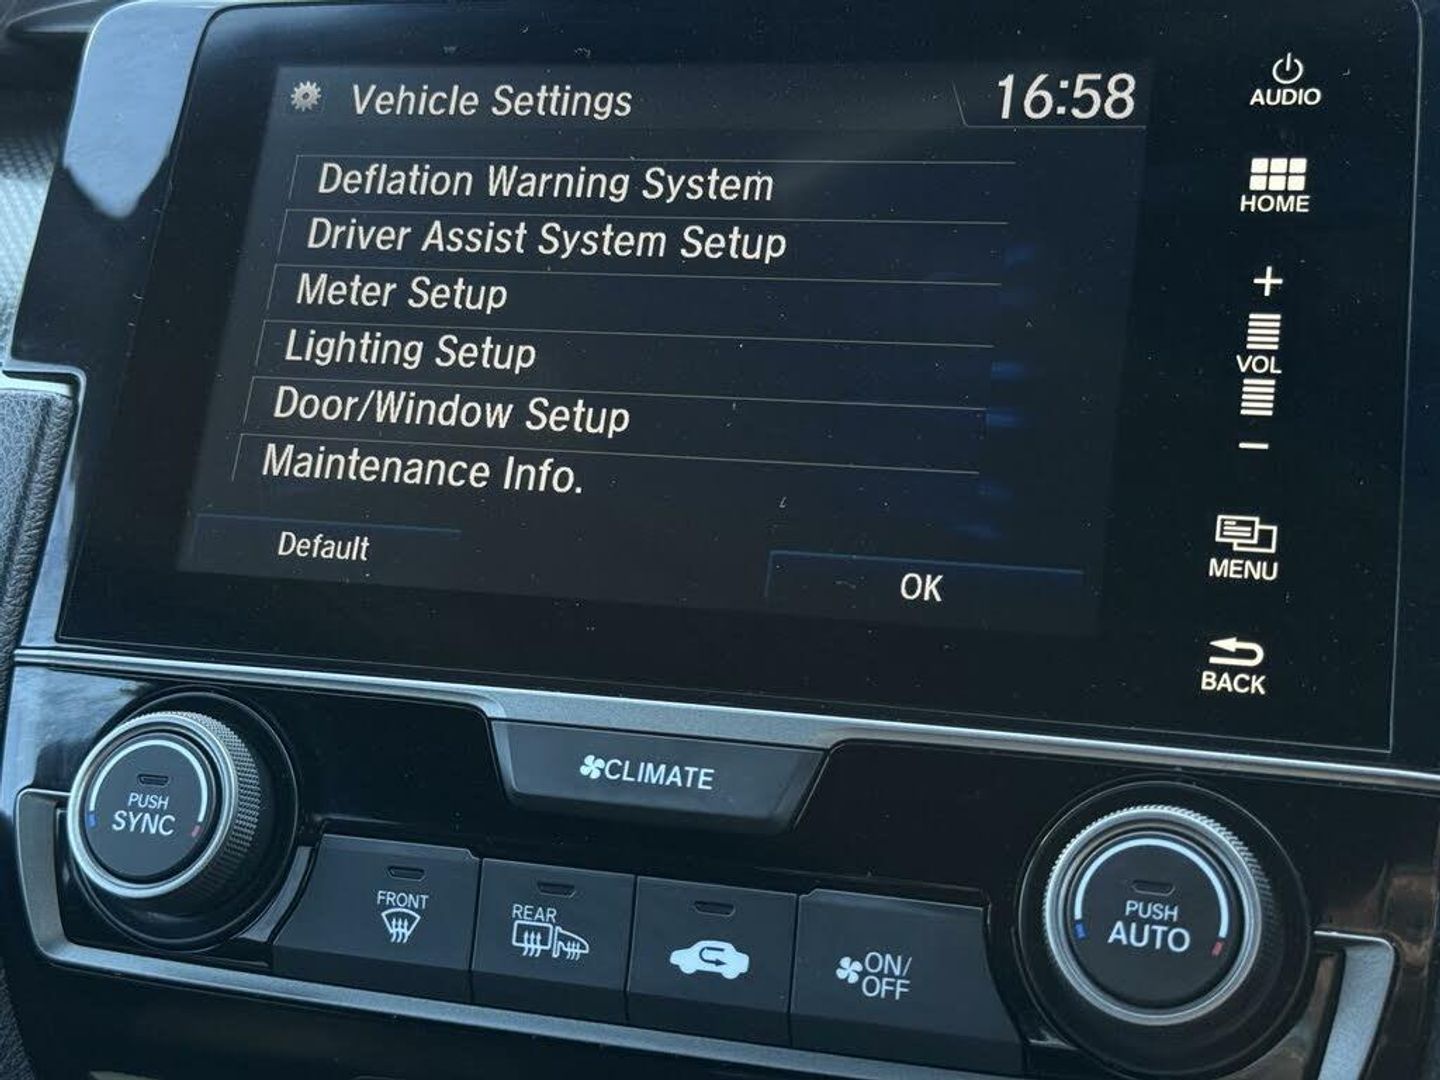 Vehicle Settings
16:58
Deflation Warning System
Driver Assist System Setup
Meter Setup
Lighting Setup
Door/Window Setup
Maintenance Info.
Default
OK
AUDIO
HOME
+
VOL
−
MENU
BACK
CLIMATE
PUSH
SYNC
FRONT
REAR
ON/
OFF
PUSH
AUTO